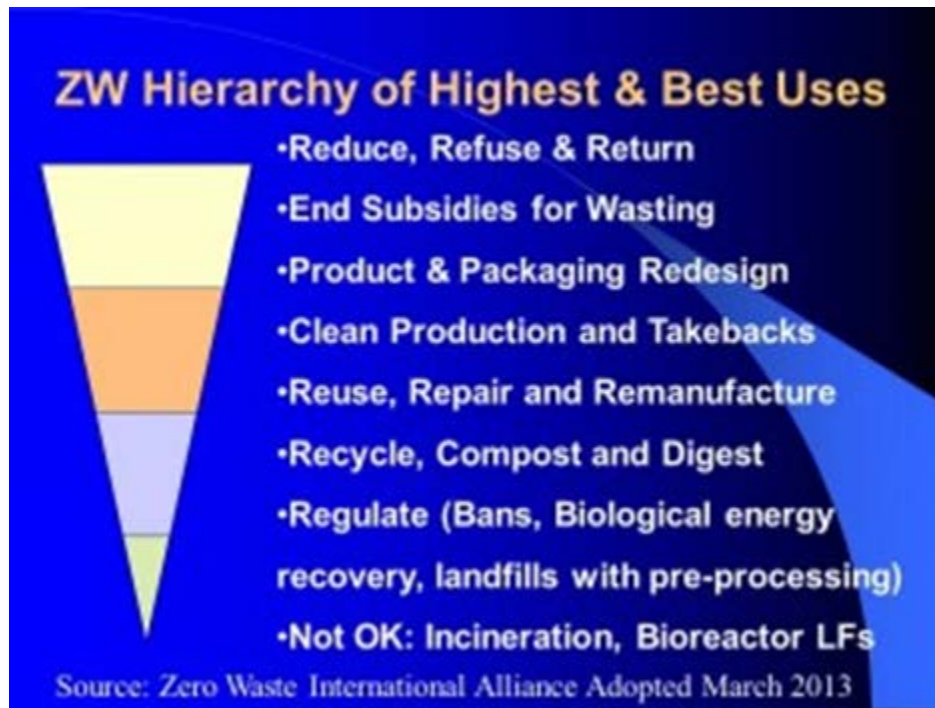 ZW Hierarchy of Highest & Best Uses
•Reduce, Refuse & Return
•End Subsidies for Wasting
•Product & Packaging Redesign
•Clean Production and Takebacks
•Reuse, Repair and Remanufacture
•Recycle, Compost and Digest
•Regulate (Bans, Biological energy
recovery, landfills with pre-processing)
•Not OK: Incineration, Bioreactor LFs
Source: Zero Waste International Alliance Adopted March 2013